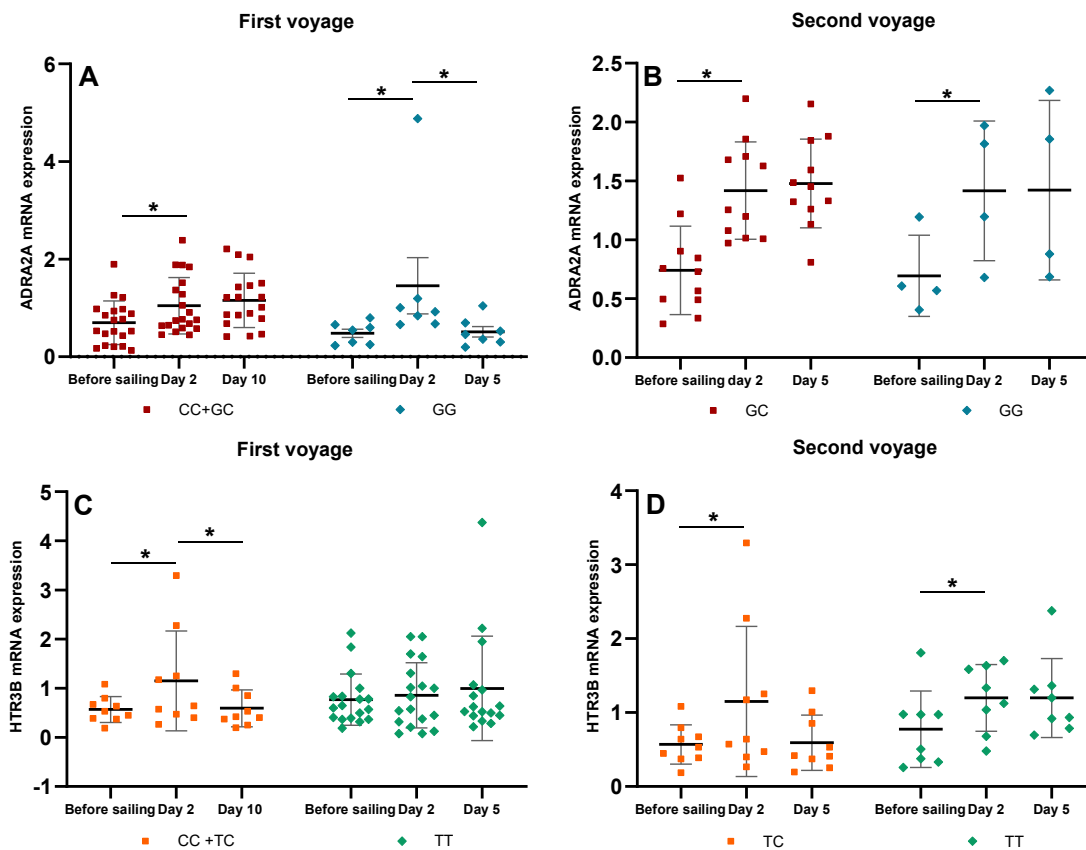 First voyage
A
ADRA2A mRNA expression
6
4
2
0
*
*
*
Before sailing Day 2 Day 10 Before sailing Day 2 Day 5
CC+GC GG
Second voyage
B
ADRA2A mRNA expression
2.5
2.0
1.5
1.0
0.5
0.0
*
*
Before sailing day 2 Day 5 Before sailing Day 2 Day 5
GC GG
First voyage
C
HTR3B mRNA expression
5
4
3
2
1
0
-1
*
*
Before sailing Day 2 Day 10 Before sailing Day 2 Day 5
CC +TC TT
Second voyage
D
HTR3B mRNA expression
4
3
2
1
0
*
*
Before sailing Day 2 Day 5 Before sailing Day 2 Day 5
TC TT